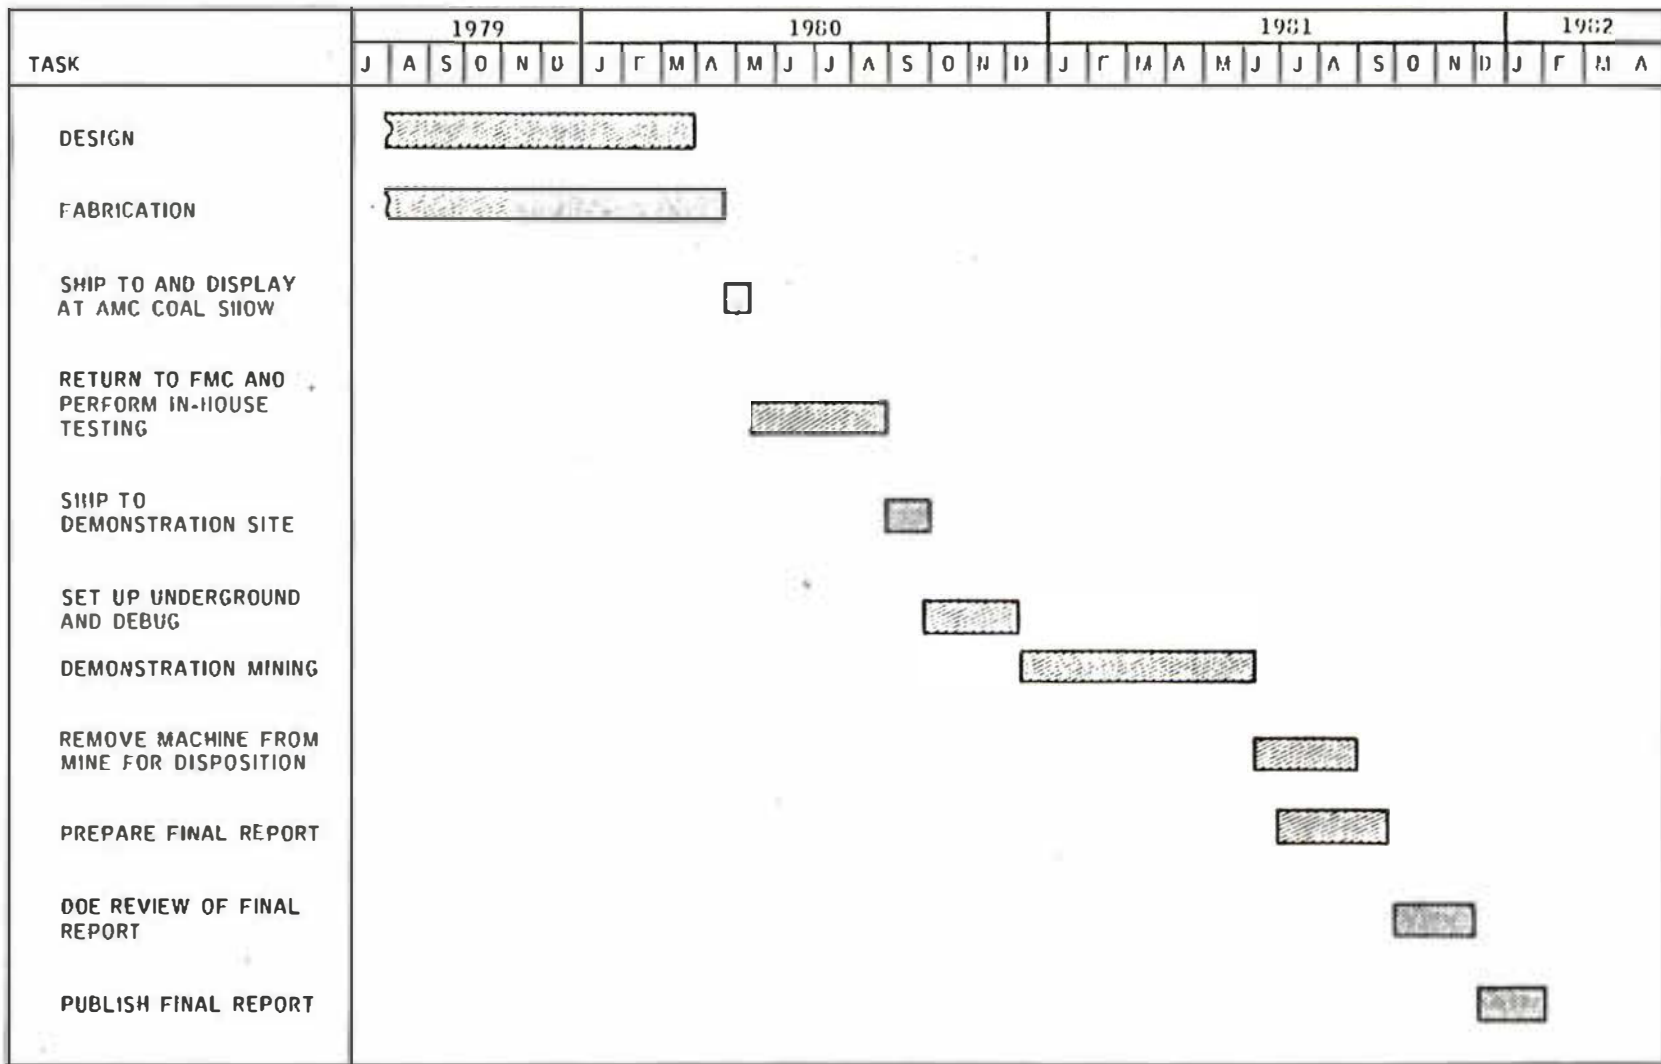 1979 1980 1981 1982
TASK J A S O N D J F M A M J J A S O N D J F M A M J J A S O N D J F M A
DESIGN
FABRICATION
SHIP TO AND DISPLAY
AT AMC COAL SHOW
RETURN TO FMC AND
PERFORM IN-HOUSE
TESTING
SHIP TO
DEMONSTRATION SITE
SET UP UNDERGROUND
AND DEBUG
DEMONSTRATION MINING
REMOVE MACHINE FROM
MINE FOR DISPOSITION
PREPARE FINAL REPORT
DOE REVIEW OF FINAL
REPORT
PUBLISH FINAL REPORT